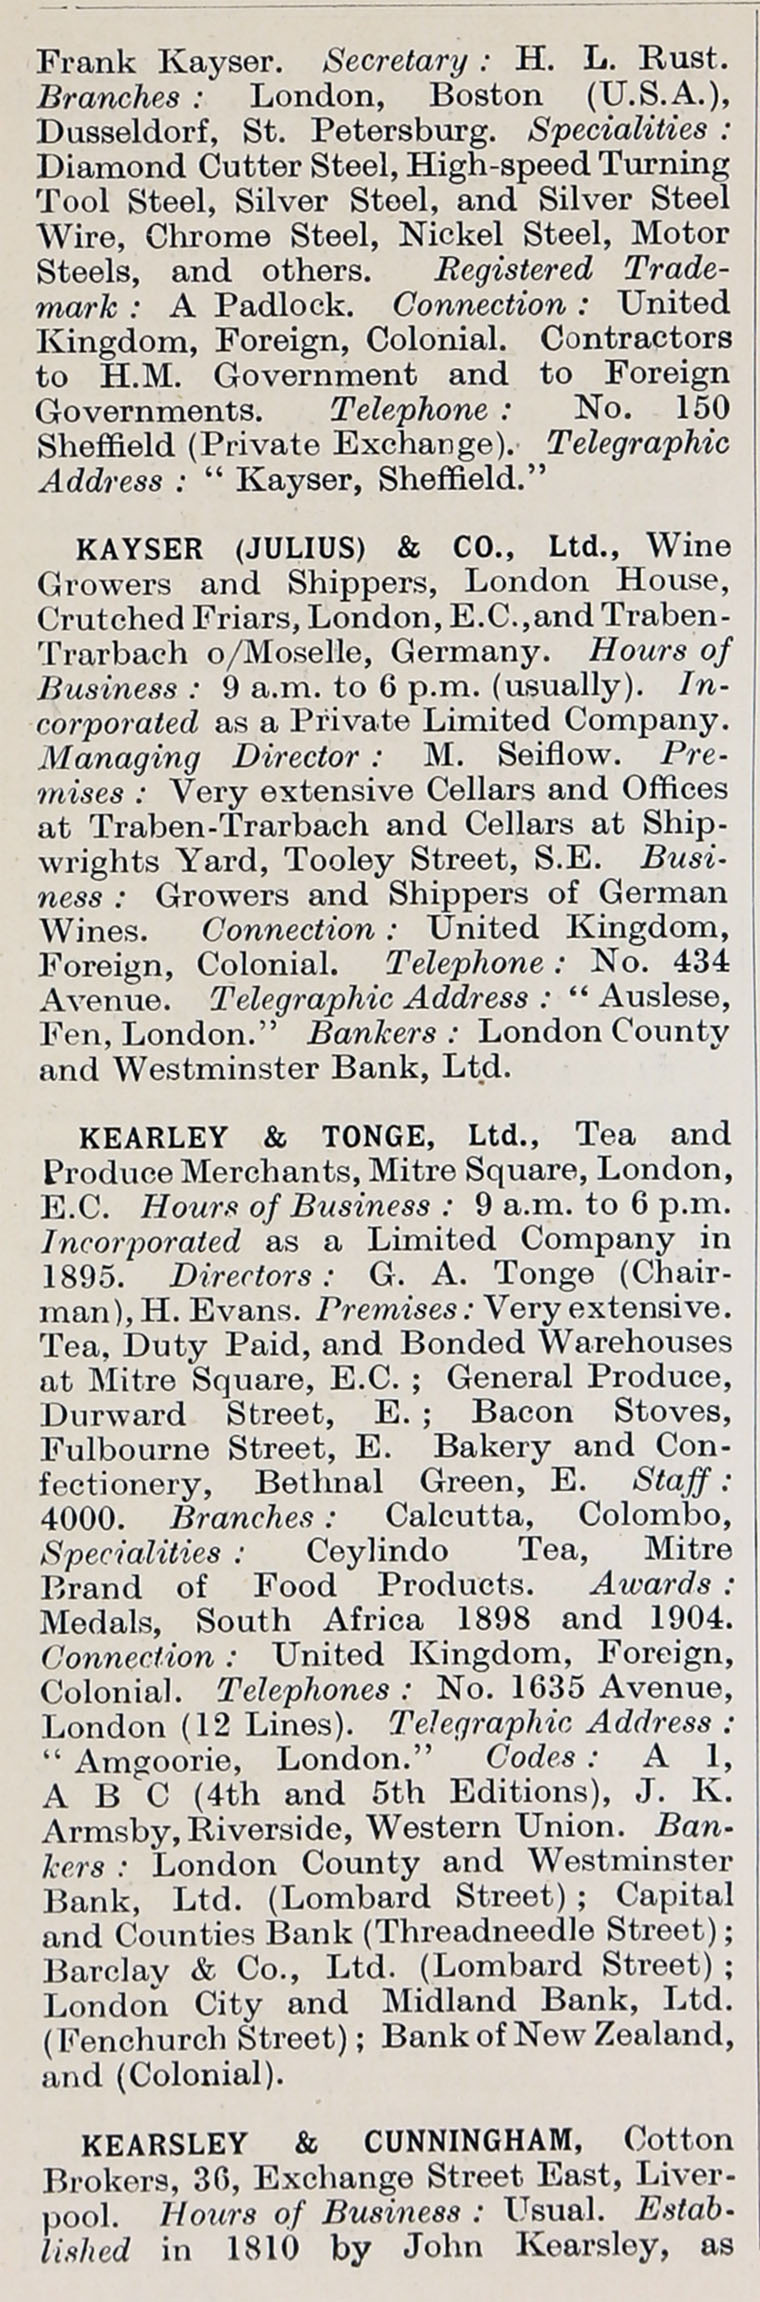 Frank Kayser. Secretary : H. L. Rust.
Branches : London, Boston (U.S.A.),
Dusseldorf, St. Petersburg. Specialities :
Diamond Cutter Steel, High-speed Turning
Tool Steel, Silver Steel, and Silver Steel
Wire, Chrome Steel, Nickel Steel, Motor
Steels, and others. Registered Trade-
mark : A Padlock. Connection : United
Kingdom, Foreign, Colonial. Contractors
to H.M. Government and to Foreign
Governments. Telephone : No. 150
Sheffield (Private Exchange). Telegraphic
Address : “ Kayser, Sheffield.”
KAYSER (JULIUS) & CO., Ltd., Wine
Growers and Shippers, London House,
Crutched Friars, London, E.C., and Traben-
Trarbach o/Moselle, Germany. Hours of
Business : 9 a.m. to 6 p.m. (usually). In-
corporated as a Private Limited Company.
Managing Director : M. Seiflow. Pre-
mises : Very extensive Cellars and Offices
at Traben-Trarbach and Cellars at Ship-
wrights Yard, Tooley Street, S.E. Busi-
ness : Growers and Shippers of German
Wines. Connection : United Kingdom,
Foreign, Colonial. Telephone : No. 434
Avenue. Telegraphic Address : “ Auslese,
Fen, London.” Bankers : London County
and Westminster Bank, Ltd.
KEARLEY & TONGE, Ltd., Tea and
Produce Merchants, Mitre Square, London,
E.C. Hours of Business : 9 a.m. to 6 p.m.
Incorporated as a Limited Company in
1895. Directors : G. A. Tonge (Chair-
man), H. Evans. Premises : Very extensive.
Tea, Duty Paid, and Bonded Warehouses
at Mitre Square, E.C. ; General Produce,
Durward Street, E. ; Bacon Stoves,
Fulbourne Street, E. Bakery and Con-
fectionery, Bethnal Green, E. Staff :
4000. Branches : Calcutta, Colombo,
Specialities : Ceylindo Tea, Mitre
Brand of Food Products. Awards :
Medals, South Africa 1898 and 1904.
Connection : United Kingdom, Foreign,
Colonial. Telephones : No. 1635 Avenue,
London (12 Lines). Telegraphic Address :
“ Amgoorie, London.” Codes : A 1,
A B C (4th and 5th Editions), J. K.
Armsby, Riverside, Western Union. Ban-
kers : London County and Westminster
Bank, Ltd. (Lombard Street) ; Capital
and Counties Bank (Threadneedle Street) ;
Barclay & Co., Ltd. (Lombard Street) ;
London City and Midland Bank, Ltd.
(Fenchurch Street) ; Bank of New Zealand,
and (Colonial).
KEARSLEY & CUNNINGHAM, Cotton
Brokers, 36, Exchange Street East, Liver-
pool. Hours of Business : Usual. Estab-
lished in 1810 by John Kearsley, as